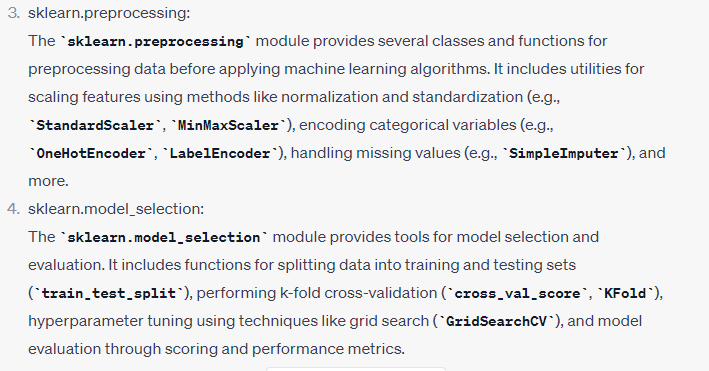 3. sklearn.preprocessing:
The `sklearn.preprocessing` module provides several classes and functions for
preprocessing data before applying machine learning algorithms. It includes utilities for
scaling features using methods like normalization and standardization (e.g.,
`StandardScaler`, `MinMaxScaler`), encoding categorical variables (e.g.,
`OneHotEncoder`, `LabelEncoder`), handling missing values (e.g., `SimpleImputer`), and
more.
4. sklearn.model_selection:
The `sklearn.model_selection` module provides tools for model selection and
evaluation. It includes functions for splitting data into training and testing sets
(`train_test_split`), performing k-fold cross-validation (`cross_val_score`, `KFold`),
hyperparameter tuning using techniques like grid search (`GridSearchCV`), and model
evaluation through scoring and performance metrics.